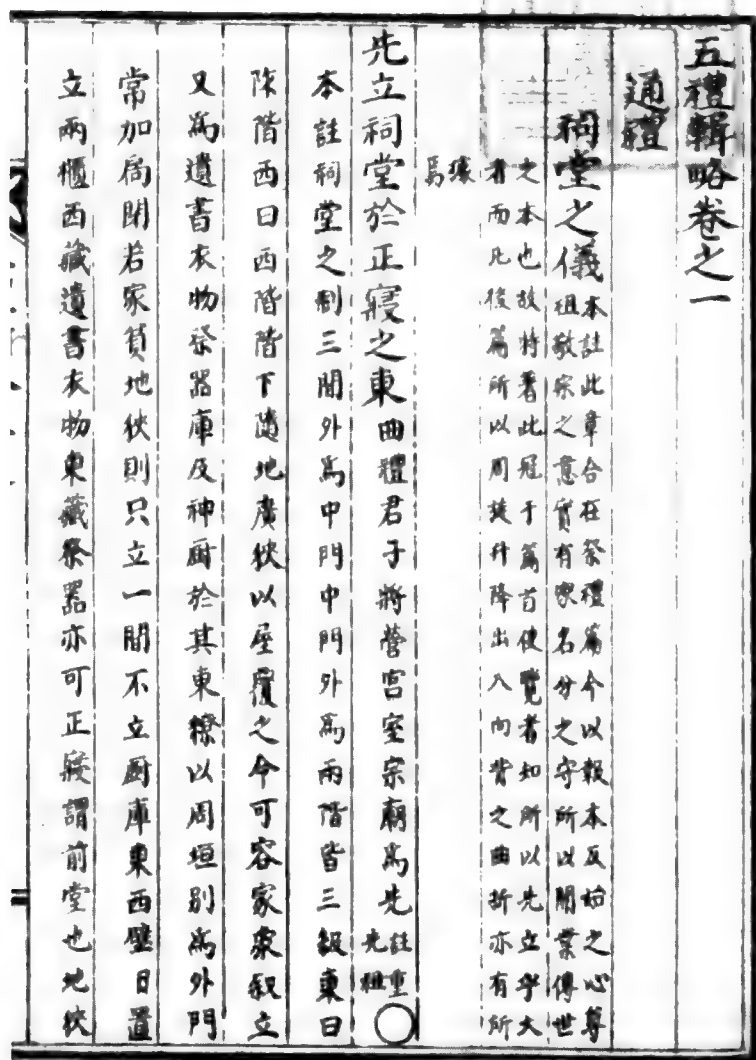 五禮輯略卷之一
通禮
祠堂之儀
本註此章合在祭禮篇今以報本反始之心尊
祖敬宗之意實有家名分之守所以開業傳世
之本也故特著此冠于篇首使覽者知所以先立乎大
者而凡後篇所以周旋升降出入向背之曲折亦有所
據
焉
先立祠堂於正寢之東曲禮君子將營宮室宗廟爲先註重先祖○
本註祠堂之制三間外爲中門中門外爲兩階皆三級東曰
阼階西曰西階階下隨地廣狹以屋覆之令可容家衆叙立
又爲遺書衣物祭器庫及神厨於其東繚以周垣別爲外門
常加扃閉若家貧地狹則只立一間不立厨庫東西壁日置
立兩櫃西藏遺書衣物東藏祭器亦可正寢謂前堂也地狹